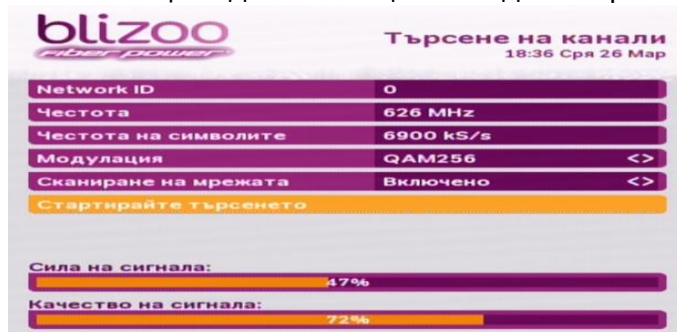 blizoo
fiber power
Търсене на канали
18:36 Сря 26 Мар
Network ID 0
Честота 626 MHz
Честота на символите 6900 kS/s
Модулация QAM256 <>
Сканиране на мрежата Включено <>
Стартирайте търсенето
Сила на сигнала:
47%
Качество на сигнала:
72%